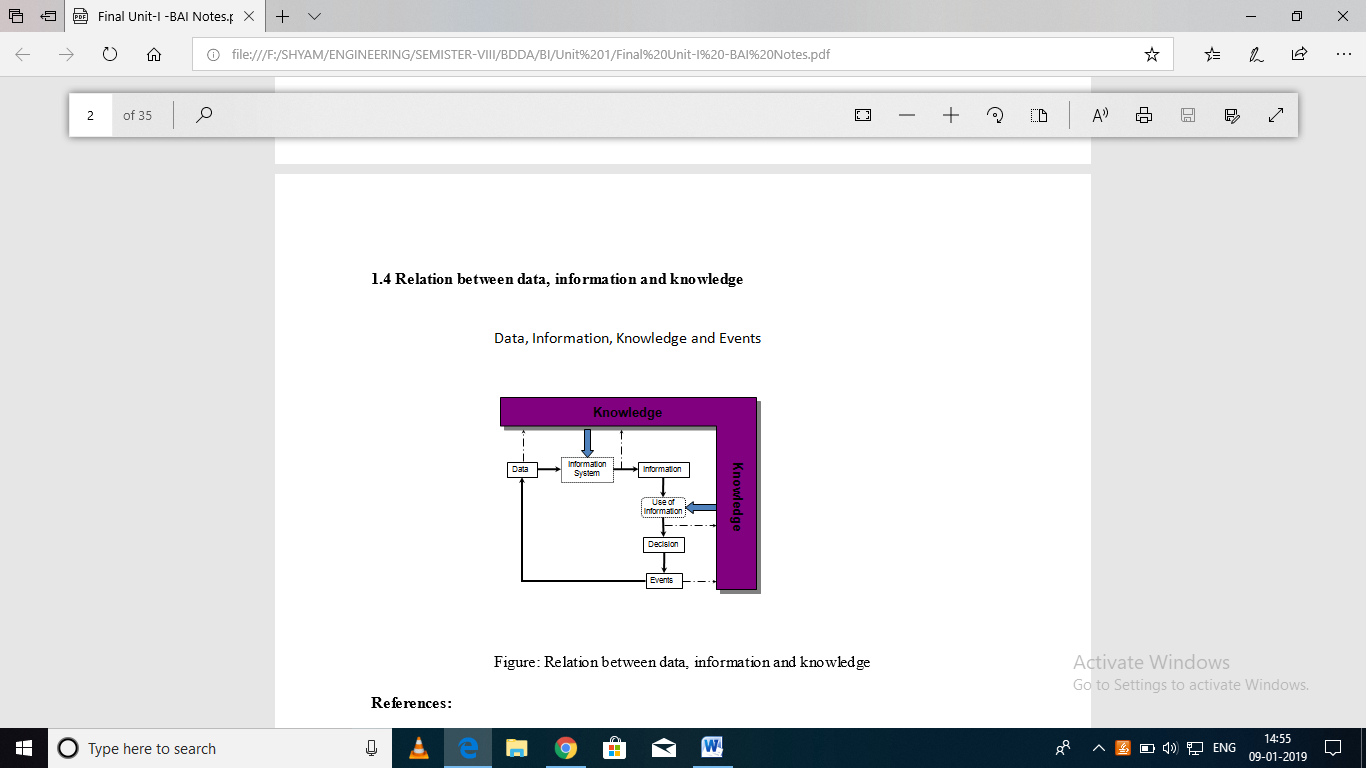 Final Unit-I -BAI Notes.p
file:///F:/SHYAM/ENGINEERING/SEMISTER-VIII/BDDA/BI/Unit%201/Final%20Unit-I%20-BAI%20Notes.pdf
2 of 35
1.4 Relation between data, information and knowledge
Data, Information, Knowledge and Events
Knowledge
Data
Information
System
Information
Knowledge
Use of
Information
Decision
Events
Figure: Relation between data, information and knowledge
References:
Activate Windows
Go to Settings to activate Windows.
Type here to search
ENG
14:55
09-01-2019